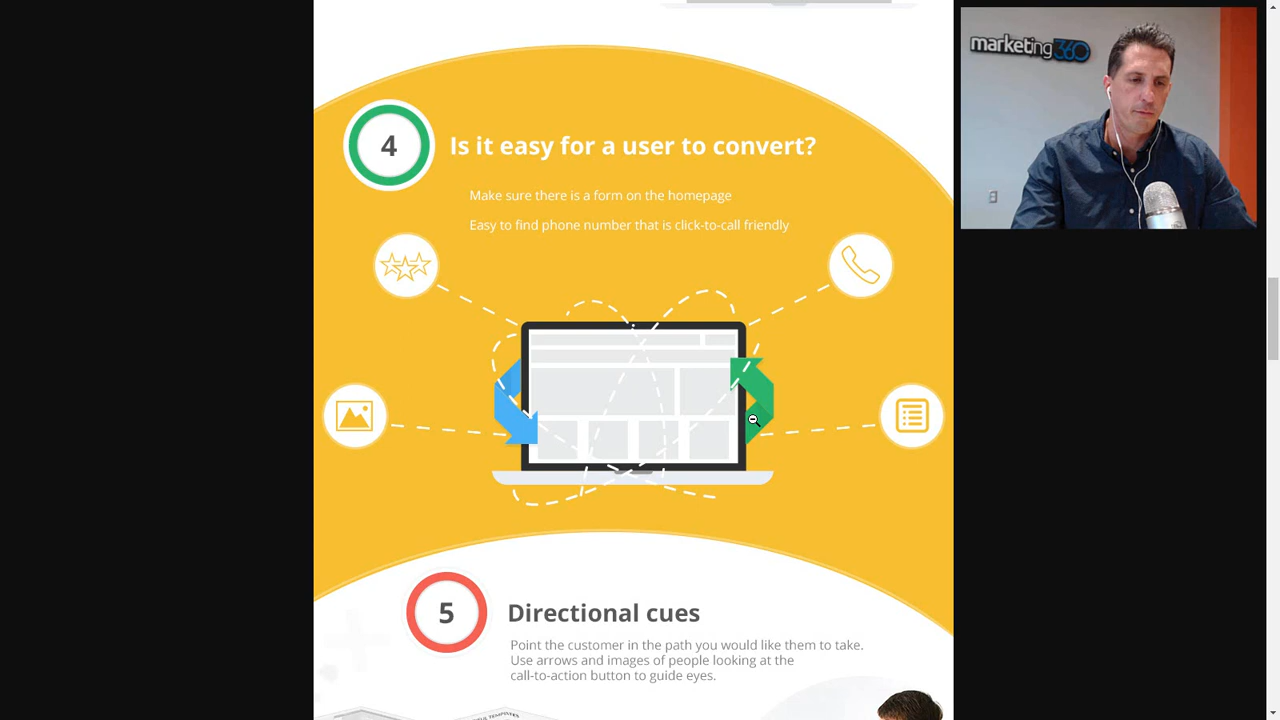 marketing 360
4
Is it easy for a user to convert?
Make sure there is a form on the homepage
Easy to find phone number that is click-to-call friendly
5
Directional cues
Point the customer in the path you would like them to take.
Use arrows and images of people looking at the
call-to-action button to guide eyes.